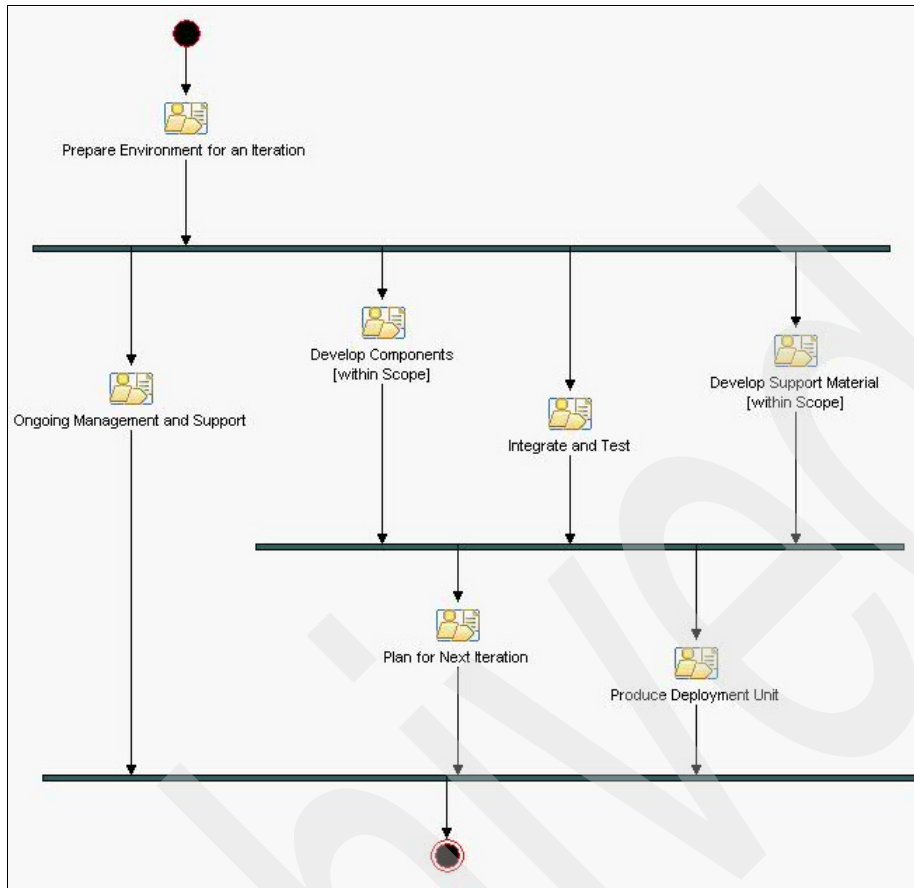 Prepare Environment for an Iteration
Develop Components
[within Scope]
Develop Support Material
[within Scope]
Ongoing Management and Support
Integrate and Test
Plan for Next Iteration
Produce Deployment Unit